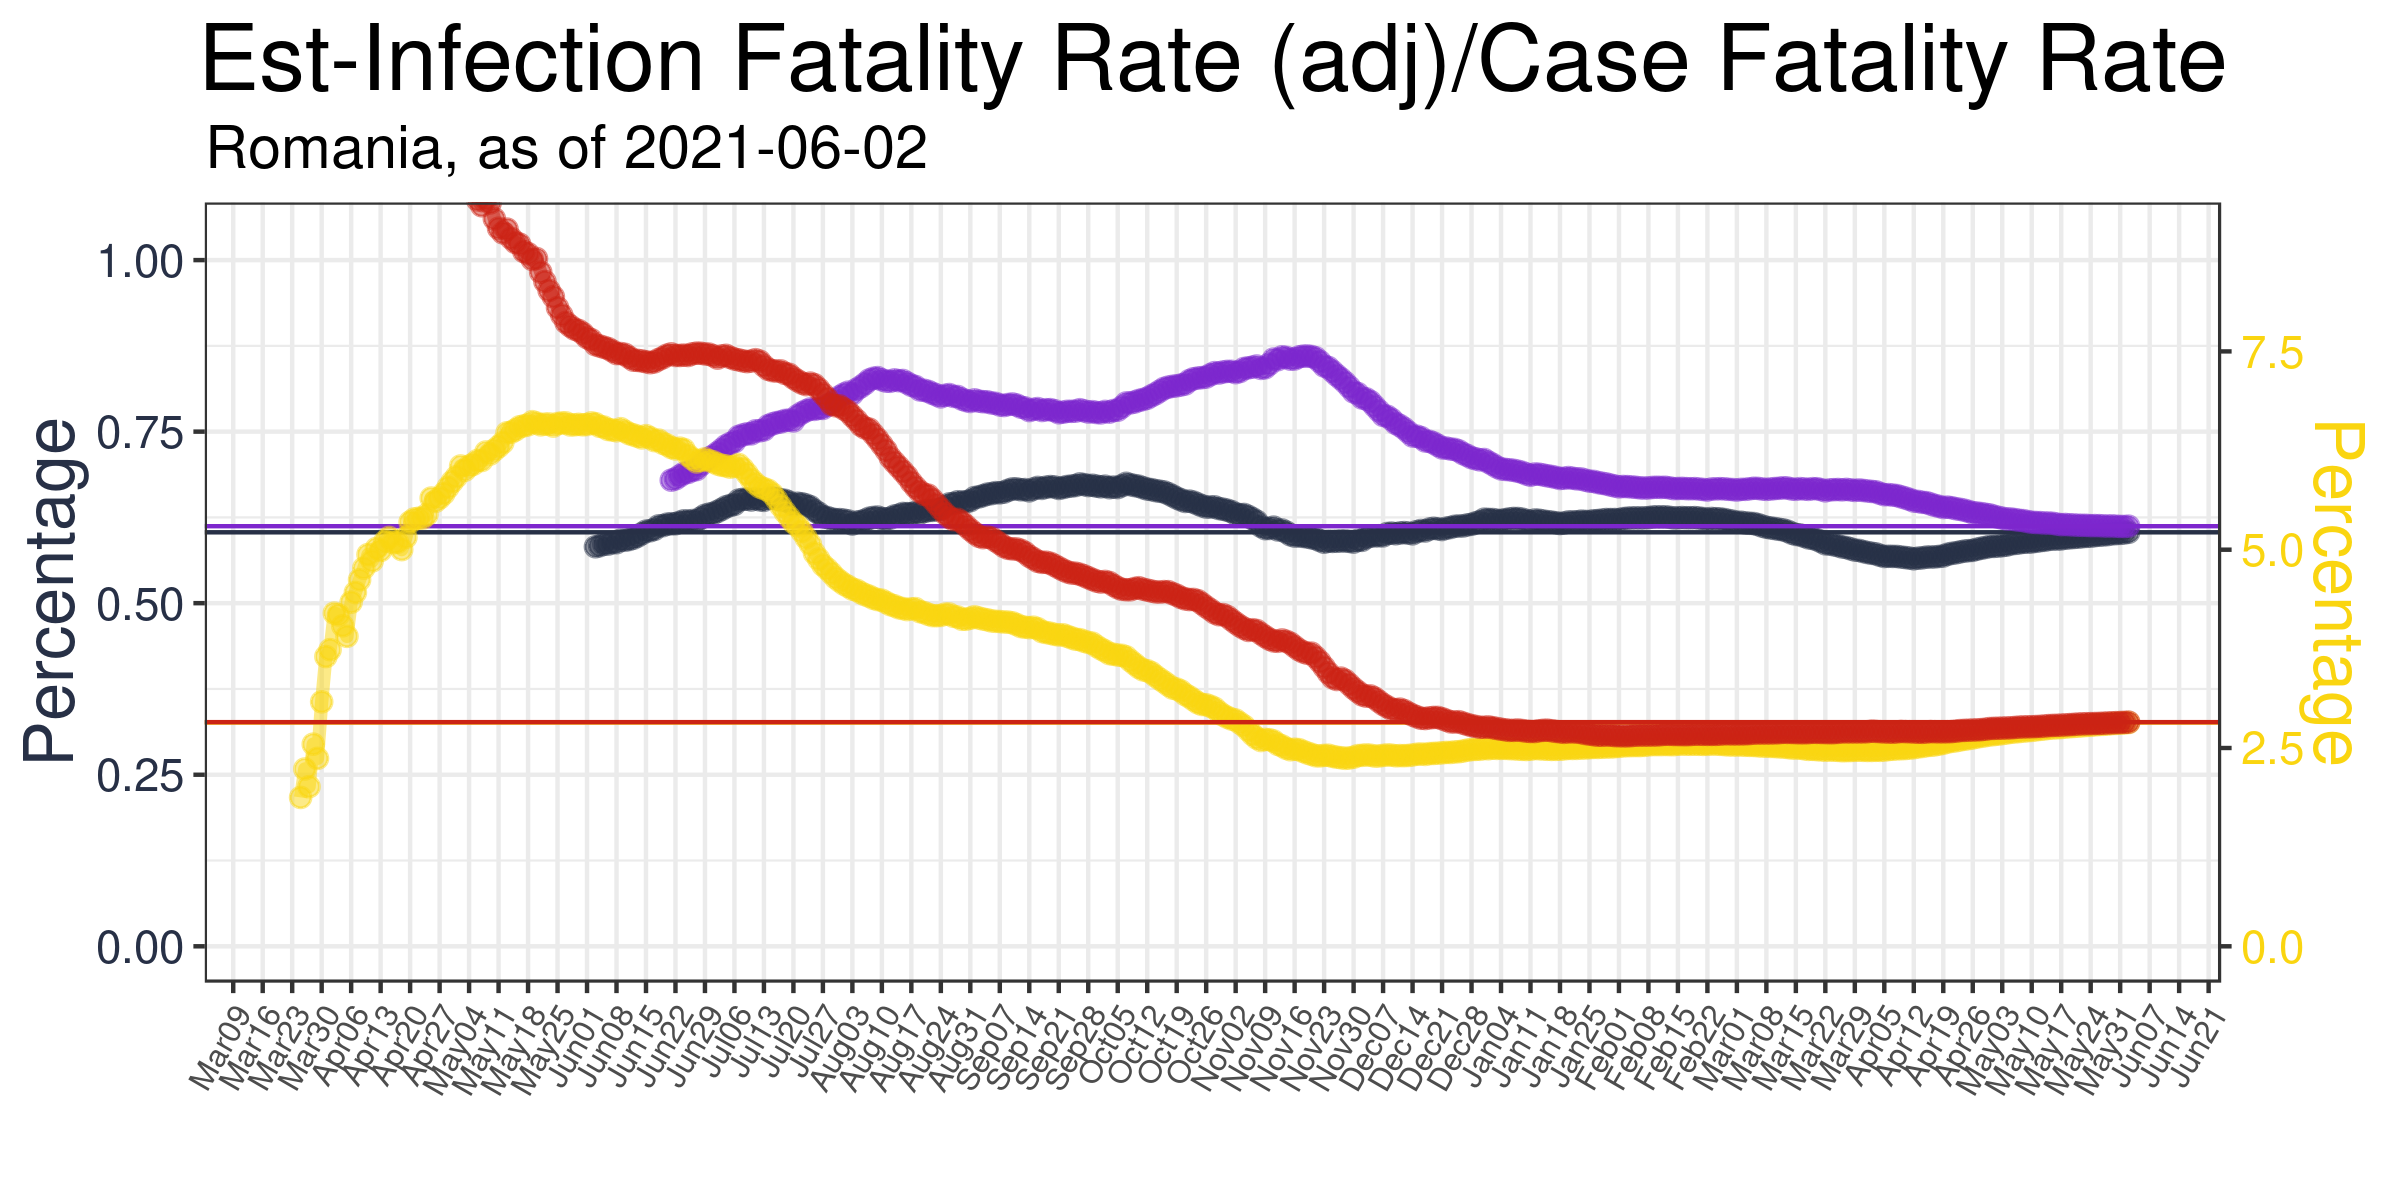 Est-Infection Fatality Rate (adj)/Case Fatality Rate
Romania, as of 2021-06-02
Percentage
1.00
0.75
0.50
0.25
0.00
7.5
5.0
2.5
0.0
Percentage
Mar09 Mar16 Mar23 Mar30 Apr06 Apr13 Apr20 Apr27 May04 May11 May18 May25 Jun01 Jun08 Jun15 Jun22 Jun29 Jul06 Jul13 Jul20 Jul27 Aug03 Aug10 Aug17 Aug24 Aug31 Sep07 Sep14 Sep21 Sep28 Oct05 Oct12 Oct19 Oct26 Nov02 Nov09 Nov16 Nov23 Nov30 Dec07 Dec14 Dec21 Dec28 Jan04 Jan11 Jan18 Jan25 Feb01 Feb08 Feb15 Feb22 Mar01 Mar08 Mar15 Mar22 Mar29 Apr05 Apr12 Apr19 Apr26 May03 May10 May17 May24 May31 Jun07 Jun14 Jun21